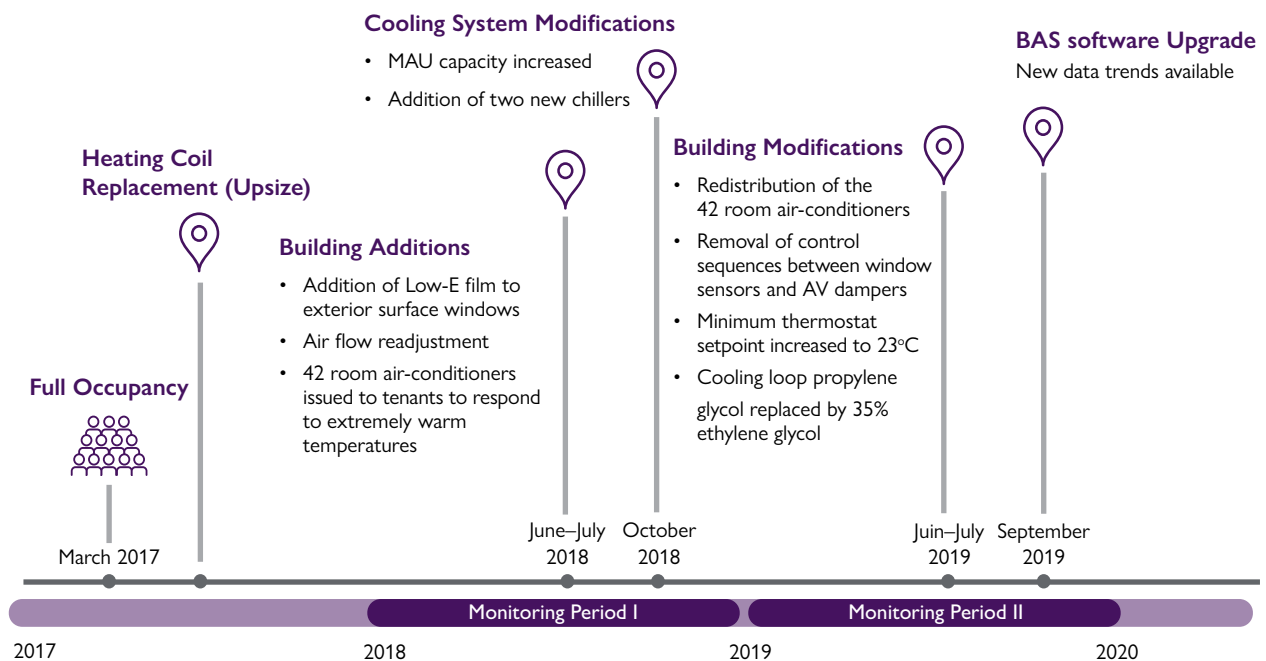 Cooling System Modifications
• MAU capacity increased
• Addition of two new chillers
BAS software Upgrade
New data trends available
Heating Coil
Replacement (Upsize)
Building Modifications
• Redistribution of the
42 room air-conditioners
• Removal of control
sequences between window
sensors and AV dampers
• Minimum thermostat
setpoint increased to 23°C
• Cooling loop propylene
glycol replaced by 35%
ethylene glycol
Building Additions
• Addition of Low-E film to
exterior surface windows
• Air flow readjustment
• 42 room air-conditioners
issued to tenants to respond
to extremely warm
temperatures
Full Occupancy
March 2017
June–July
2018
October
2018
Juin–July
2019
September
2019
Monitoring Period I
Monitoring Period II
2017
2018
2019
2020